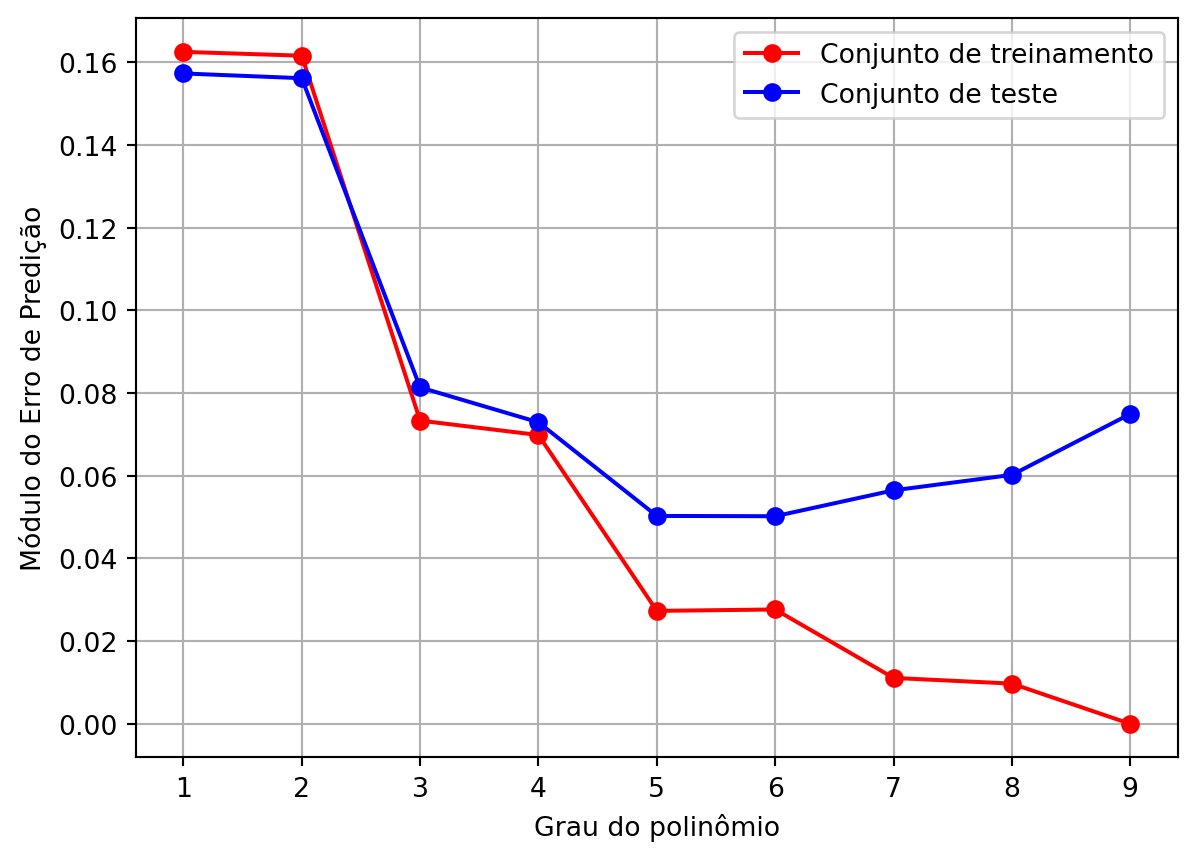 Conjunto de treinamento
Conjunto de teste
Módulo do Erro de Predição
0.16
0.14
0.12
0.10
0.08
0.06
0.04
0.02
0.00
1 2 3 4 5 6 7 8 9
Grau do polinômio